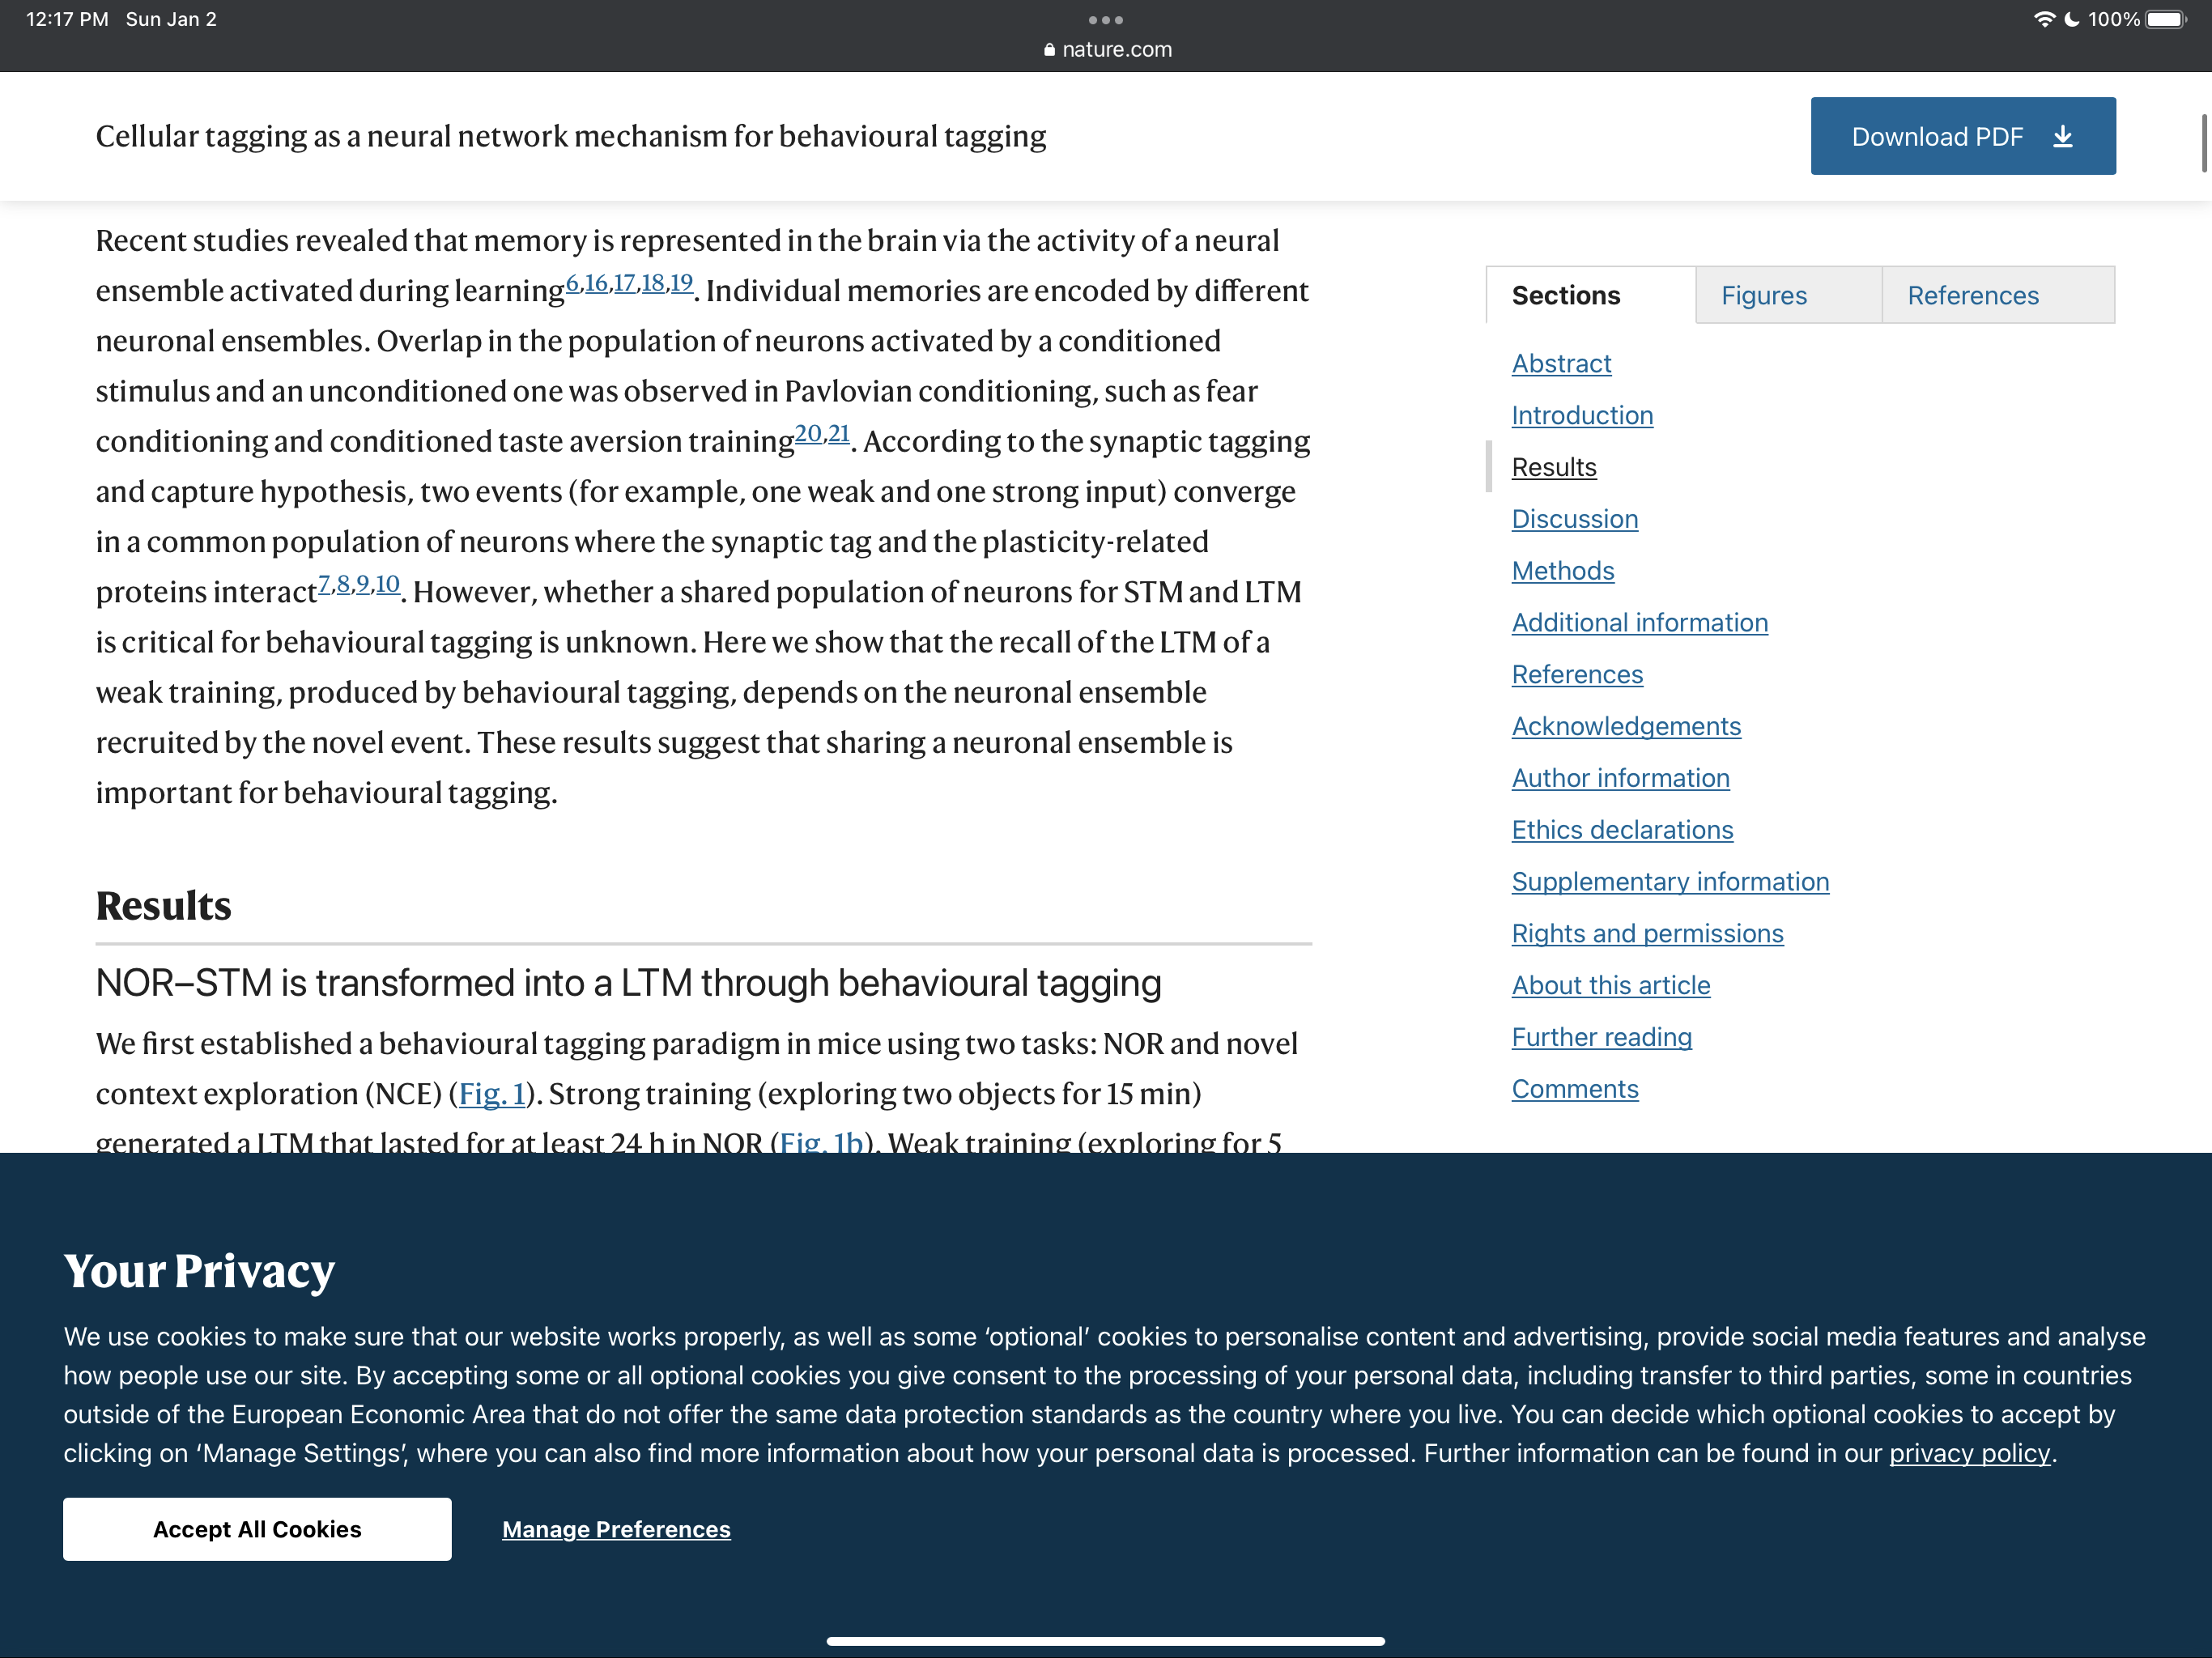 12:17 PM Sun Jan 2
100%
nature.com
Cellular tagging as a neural network mechanism for behavioural tagging
Download PDF
Recent studies revealed that memory is represented in the brain via the activity of a neural
ensemble activated during learning6,16,17,18,19. Individual memories are encoded by different
neuronal ensembles. Overlap in the population of neurons activated by a conditioned
stimulus and an unconditioned one was observed in Pavlovian conditioning, such as fear
conditioning and conditioned taste aversion training20,21. According to the synaptic tagging
and capture hypothesis, two events (for example, one weak and one strong input) converge
in a common population of neurons where the synaptic tag and the plasticity-related
proteins interact7,8,9,10. However, whether a shared population of neurons for STM and LTM
is critical for behavioural tagging is unknown. Here we show that the recall of the LTM of a
weak training, produced by behavioural tagging, depends on the neuronal ensemble
recruited by the novel event. These results suggest that sharing a neuronal ensemble is
important for behavioural tagging.
Results
NOR–STM is transformed into a LTM through behavioural tagging
We first established a behavioural tagging paradigm in mice using two tasks: NOR and novel
context exploration (NCE) (Fig. 1). Strong training (exploring two objects for 15 min)
generated a LTM that lasted for at least 24 h in NOR (Fig. 1b). Weak training (exploring for 5
Sections
Figures
References
Abstract
Introduction
Results
Discussion
Methods
Additional information
References
Acknowledgements
Author information
Ethics declarations
Supplementary information
Rights and permissions
About this article
Further reading
Comments
Your Privacy
We use cookies to make sure that our website works properly, as well as some ‘optional’ cookies to personalise content and advertising, provide social media features and analyse
how people use our site. By accepting some or all optional cookies you give consent to the processing of your personal data, including transfer to third parties, some in countries
outside of the European Economic Area that do not offer the same data protection standards as the country where you live. You can decide which optional cookies to accept by
clicking on ‘Manage Settings’, where you can also find more information about how your personal data is processed. Further information can be found in our privacy policy.
Accept All Cookies
Manage Preferences